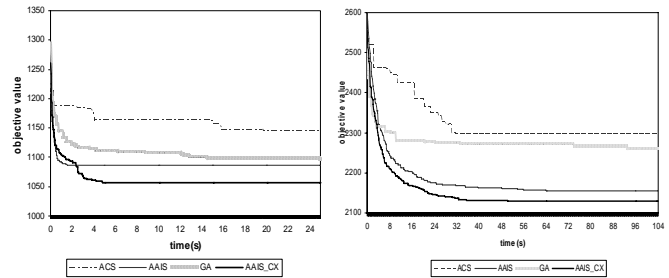 1350
1300
1250
1200
1150
1100
1050
1000
objective value
0 2 4 6 8 10 12 14 16 18 20 22 24
time(s)
ACS AAIS GA AAIS_CX
2600
2500
2400
2300
2200
2100
objective value
0 8 16 24 32 40 48 56 64 72 80 88 96 104
time(s)
ACS AAIS GA AAIS_CX